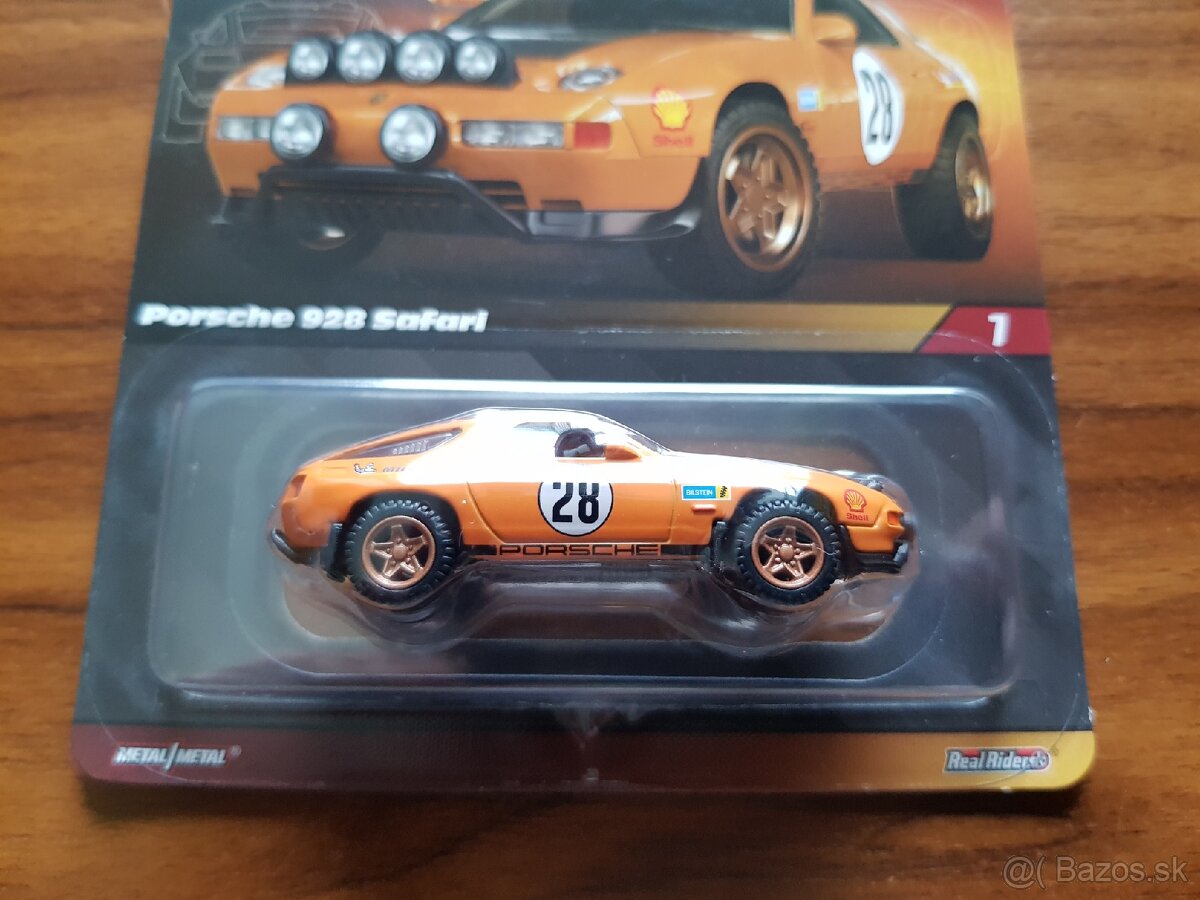 28
Shell
Porsche 928 Safari
1
28
BILSTEIN
Shell
PORSCHE
METAL/METAL®
Real Riders®
@( Bazos.sk